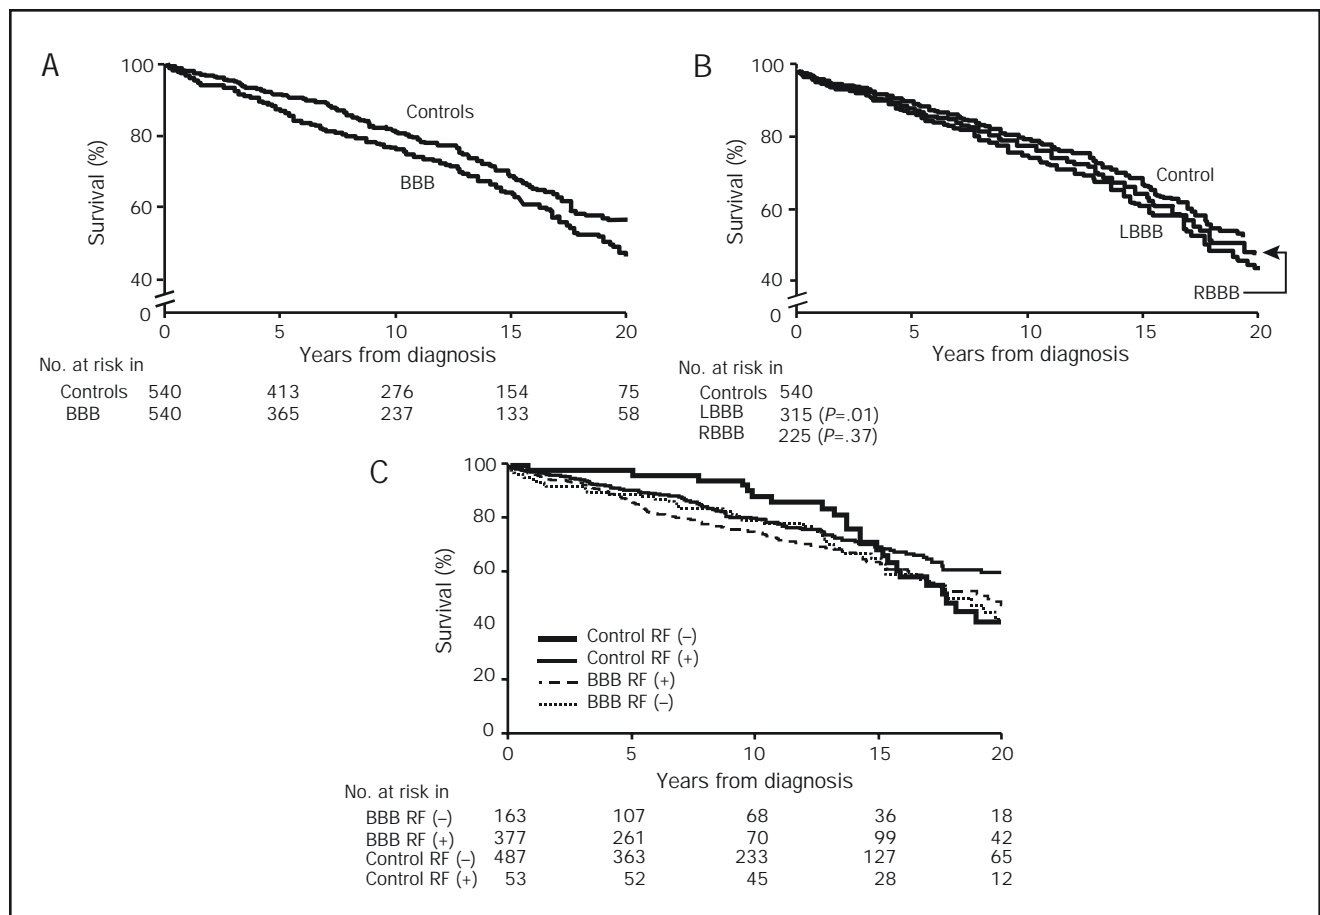 A
100
80
60
40
0
Survival (%)
Controls
BBB
0 5 10 15 20
Years from diagnosis
No. at risk in
Controls 540 413 276 154 75
BBB 540 365 237 133 58
B
100
80
60
40
0
Survival (%)
Control
LBBB
RBBB
0 5 10 15 20
Years from diagnosis
No. at risk in
Controls 540
LBBB 315 (P=.01)
RBBB 225 (P=.37)
C
100
80
60
40
20
0
Survival (%)
Control RF (–)
Control RF (+)
BBB RF (+)
BBB RF (–)
0 5 10 15 20
Years from diagnosis
No. at risk in
BBB RF (–) 163 107 68 36 18
BBB RF (+) 377 261 70 99 42
Control RF (–) 487 363 233 127 65
Control RF (+) 53 52 45 28 12